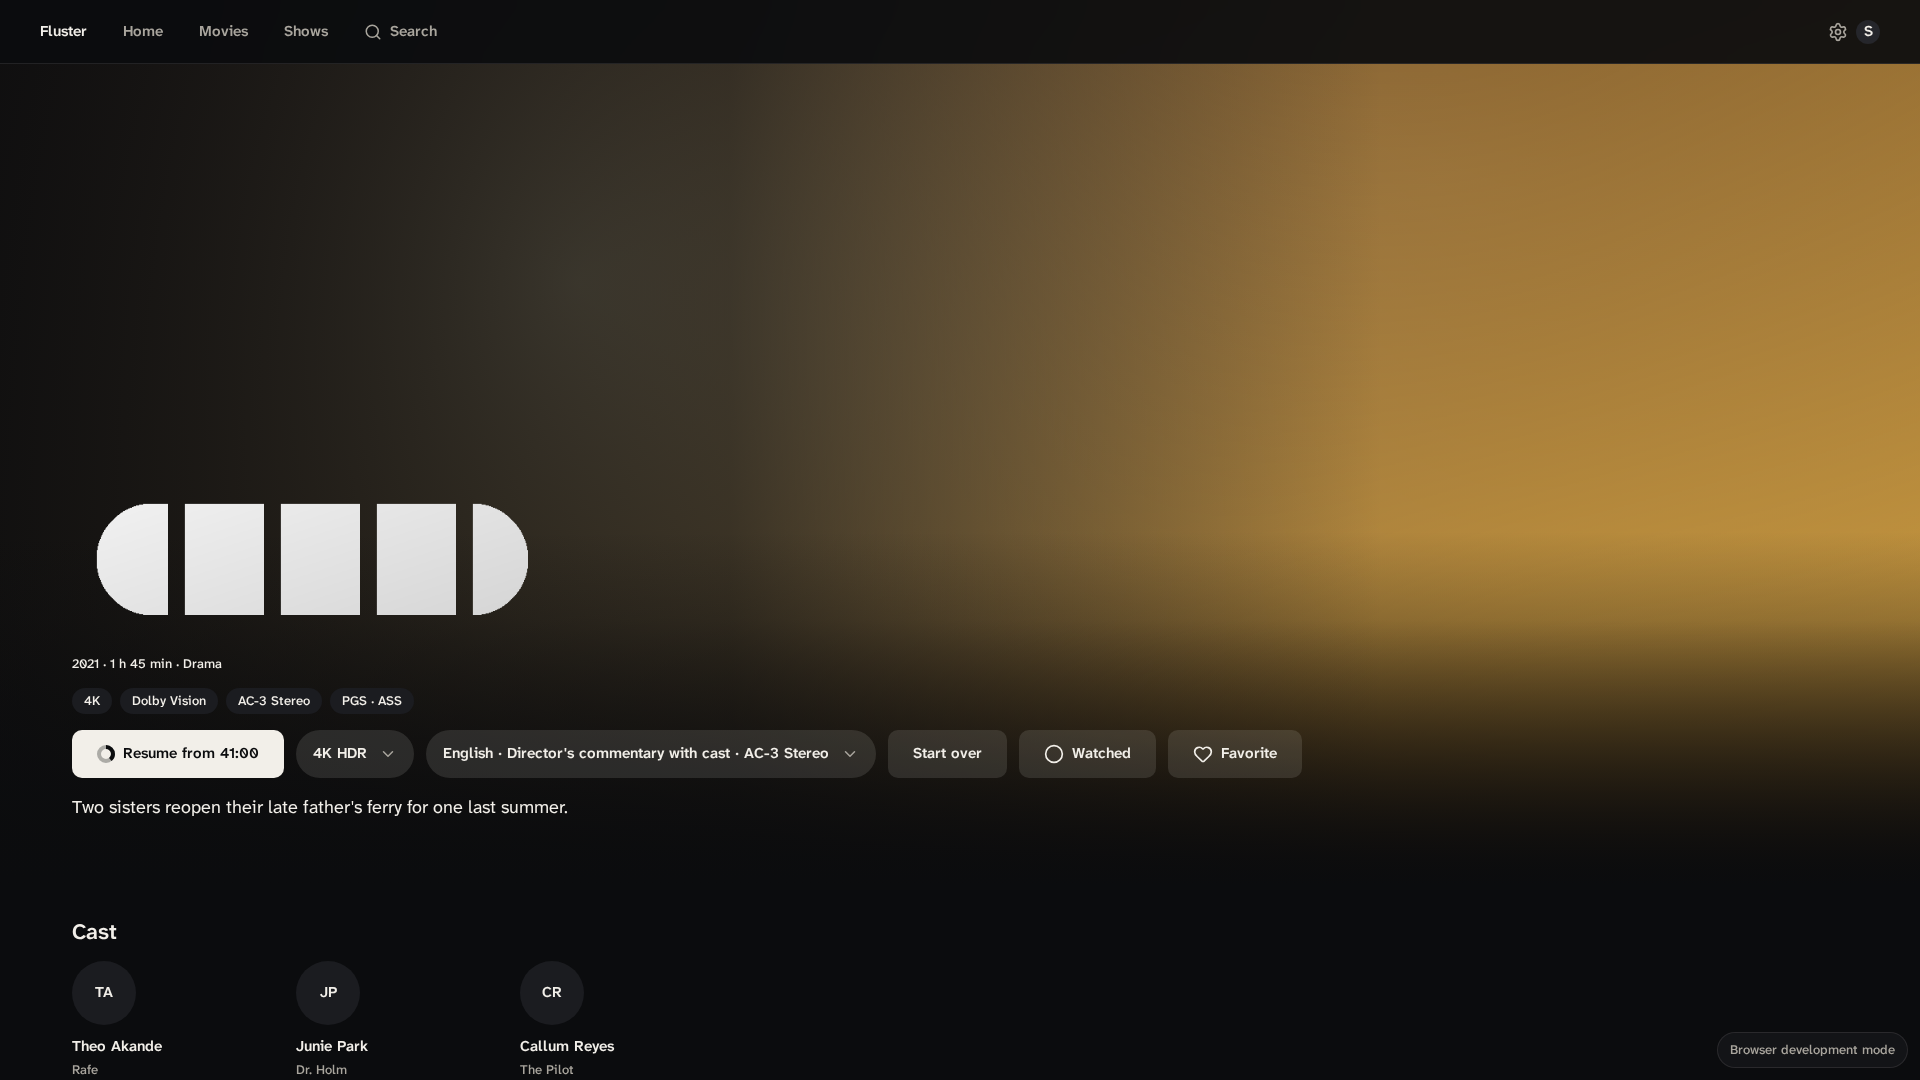 Fluster Home Movies Shows Search S
2021 · 1 h 45 min · Drama
4K Dolby Vision AC-3 Stereo PGS · ASS
Resume from 41:00 4K HDR English · Director's commentary with cast · AC-3 Stereo Start over Watched Favorite
Two sisters reopen their late father's ferry for one last summer.
Cast
TA JP CR
Theo Akande Junie Park Callum Reyes
Rafe Dr. Holm The Pilot
Browser development mode